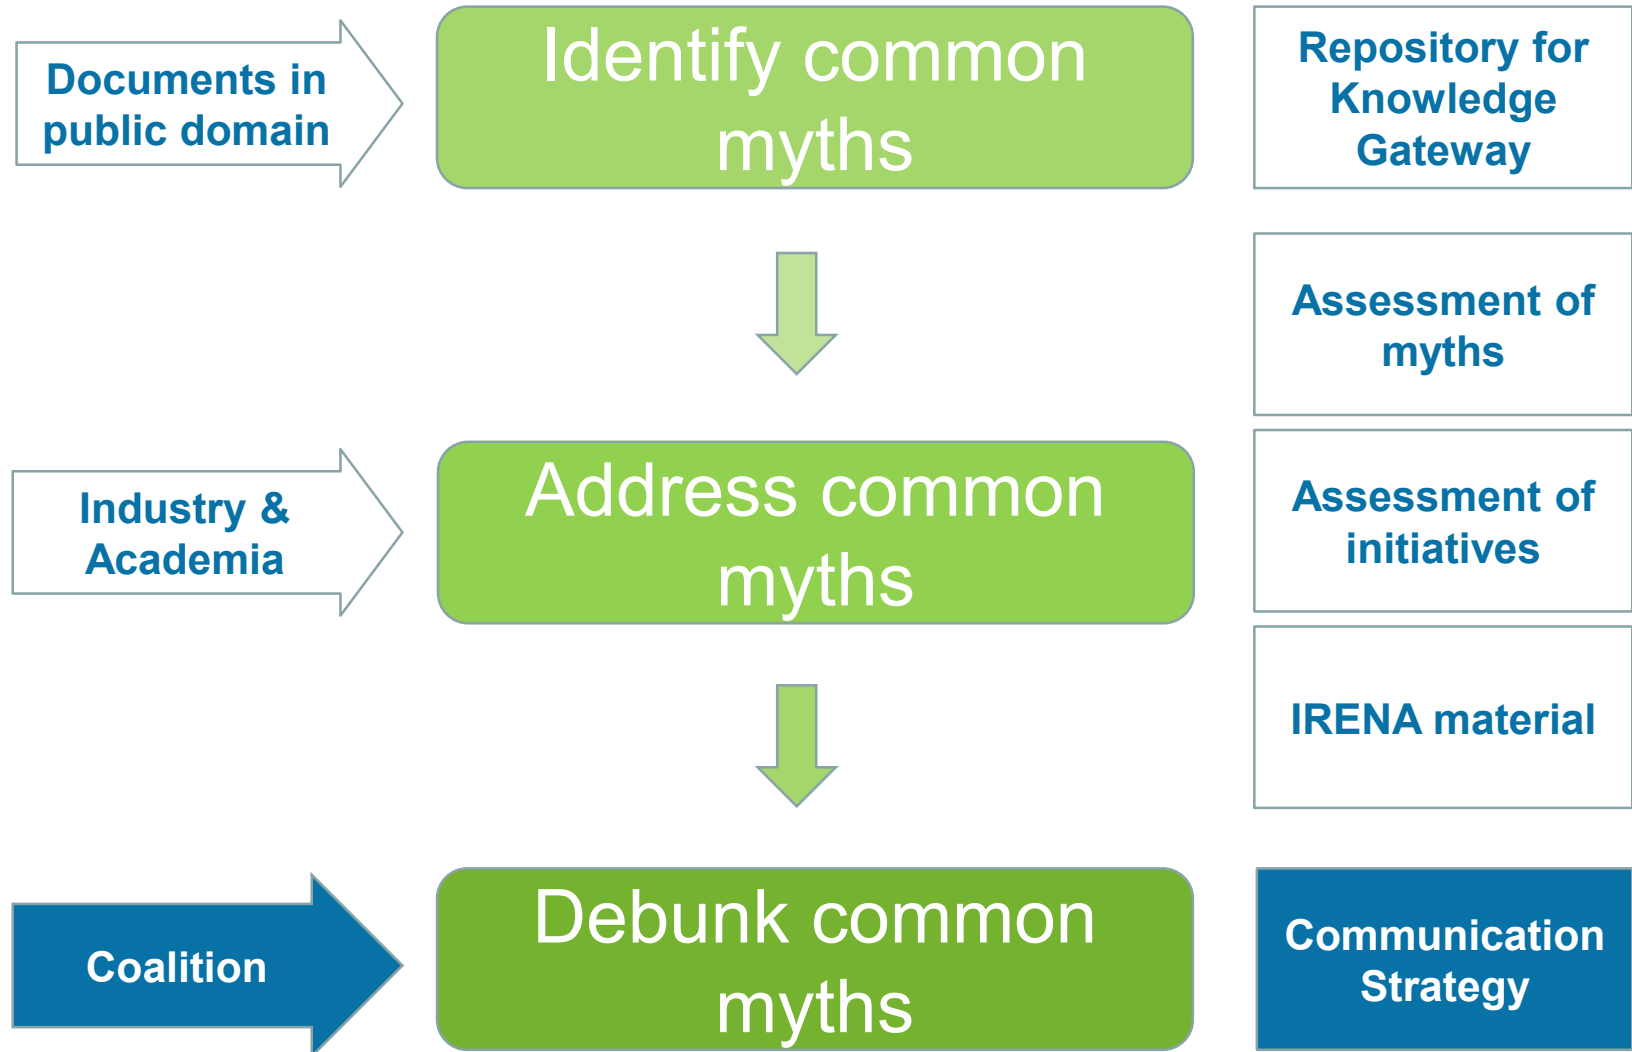 Documents in
public domain
Identify common
myths
Repository for
Knowledge
Gateway
Assessment of
myths
Industry &
Academia
Address common
myths
Assessment of
initiatives
IRENA material
Coalition
Debunk common
myths
Communication
Strategy